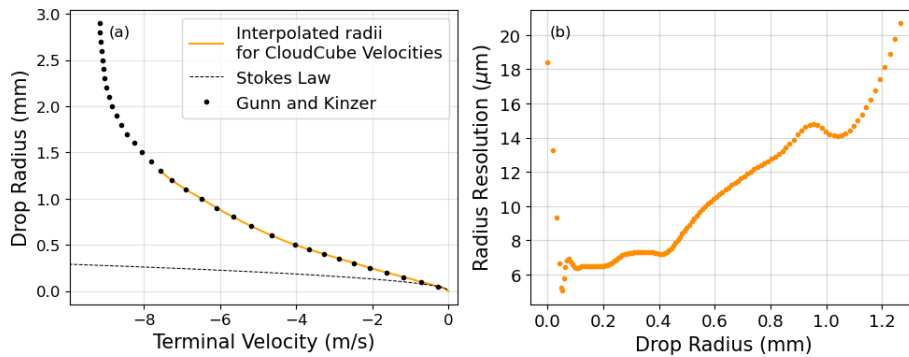 (a)
Interpolated radii
for CloudCube Velocities
Stokes Law
Gunn and Kinzer
Drop Radius (mm)
3.0
2.5
2.0
1.5
1.0
0.5
0.0
−8
−6
−4
−2
0
Terminal Velocity (m/s)
(b)
Radius Resolution (μm)
20
18
16
14
12
10
8
6
0.0
0.2
0.4
0.6
0.8
1.0
1.2
Drop Radius (mm)